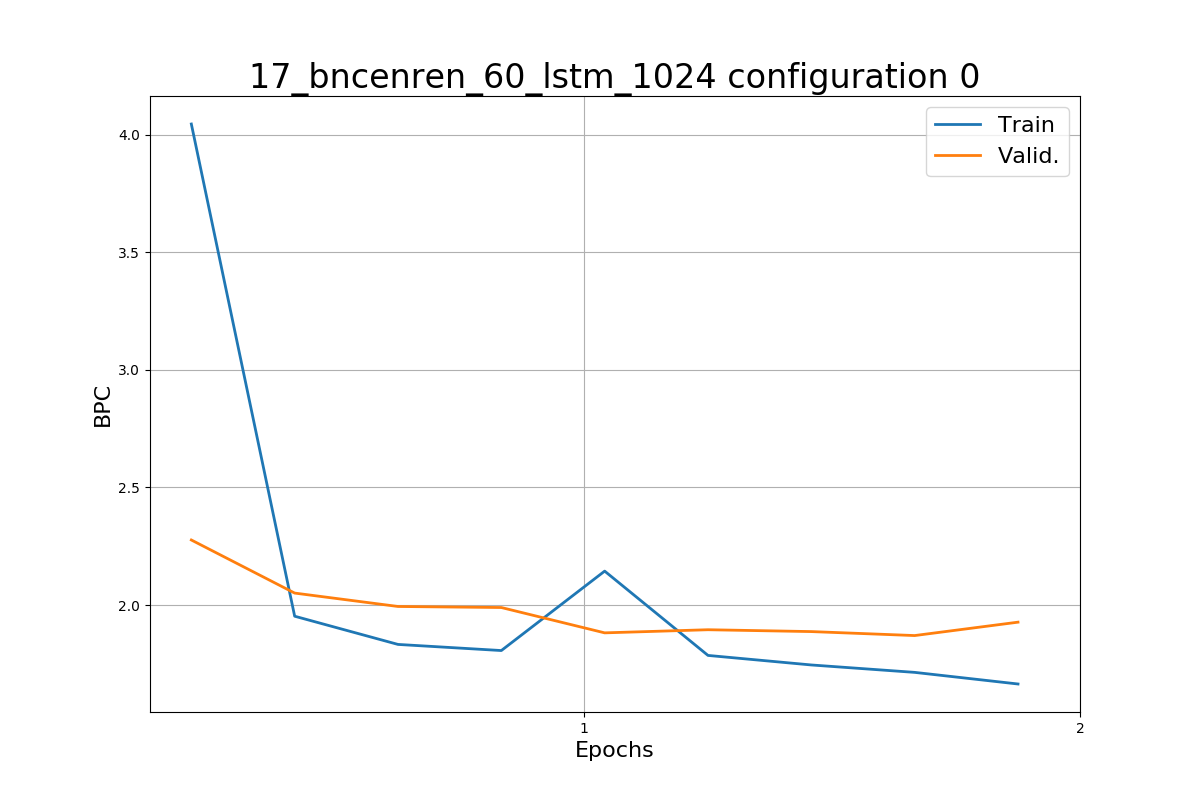 17_bncenren_60_lstm_1024 configuration 0
Train
Valid.
4.0
3.5
3.0
2.5
2.0
BPC
1
2
Epochs